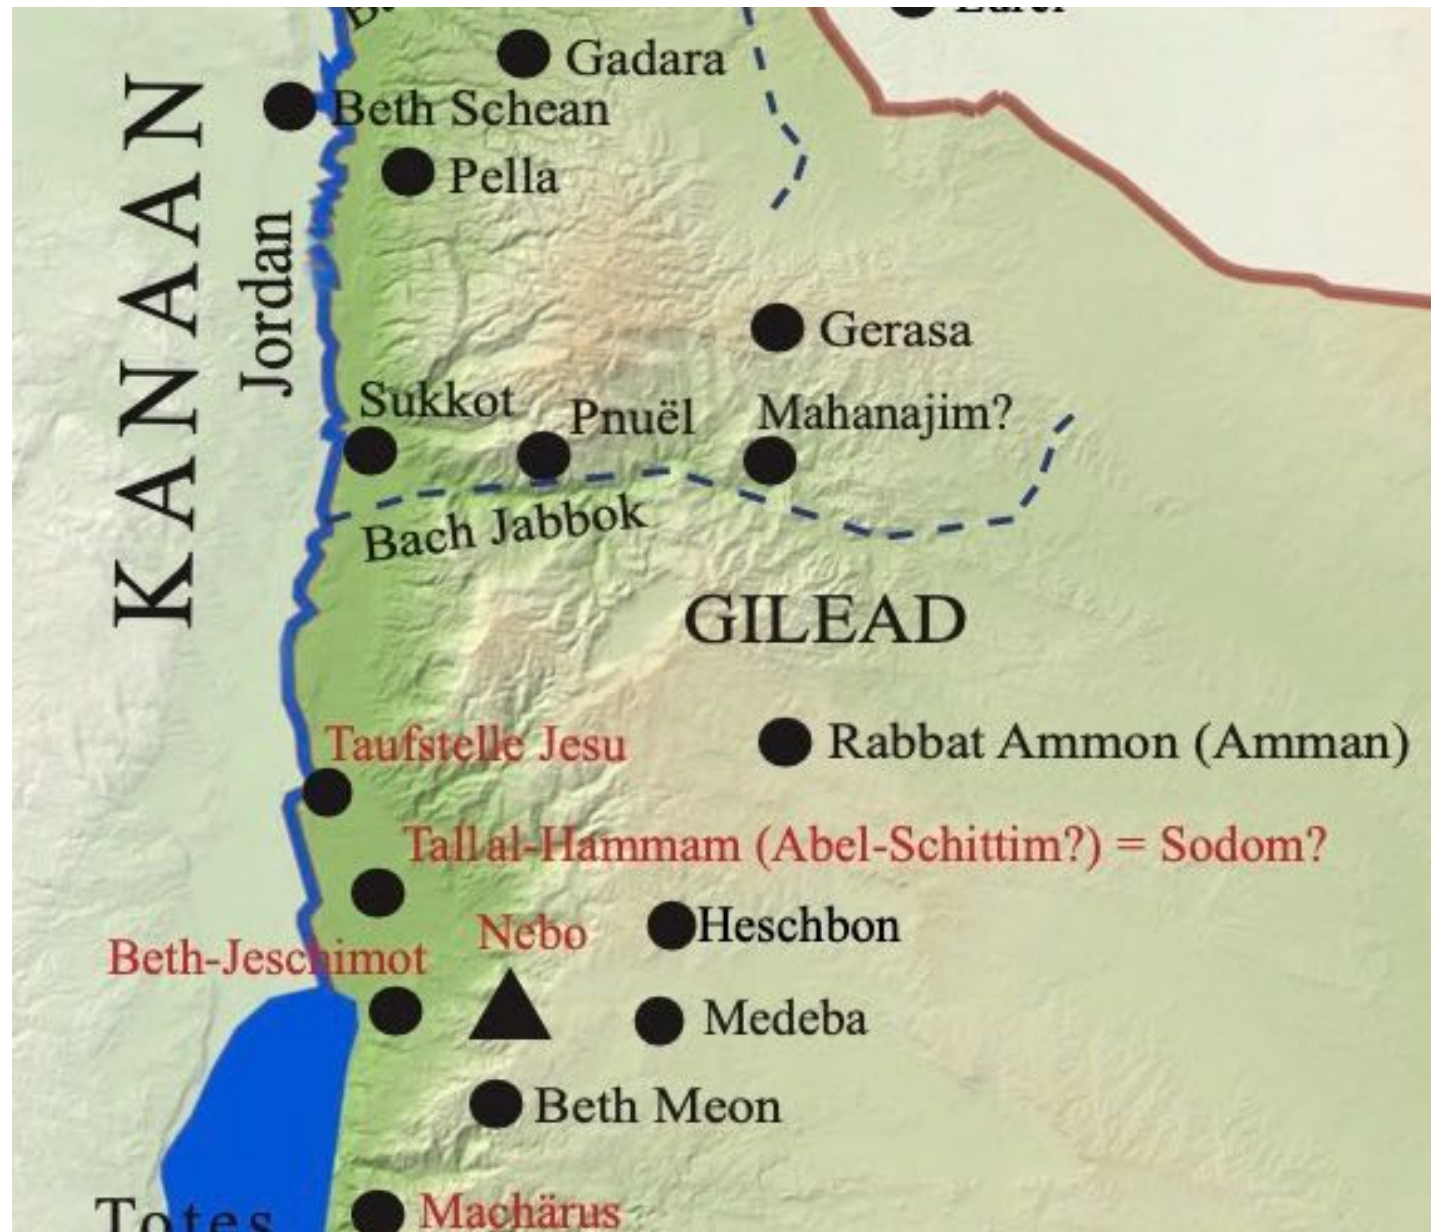 Gadara
Beth Schean
Pella
KANAAN
Jordan
Gerasa
Sukkot
Pnuël
Mahanajim?
Bach Jabbok
GILEAD
Taufstelle Jesu
Rabbat Ammon (Amman)
Tall al-Hammam (Abel-Schittim?) = Sodom?
Nebo
Heschbon
Beth-Jeschimot
Medeba
Beth Meon
Totes
Machärus